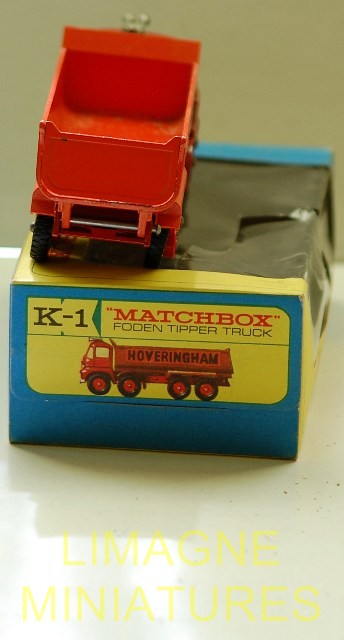 K-1
"MATCHBOX"
FODEN TIPPER TRUCK
HOVERINGHAM
LIMAGNE
MINIATURES